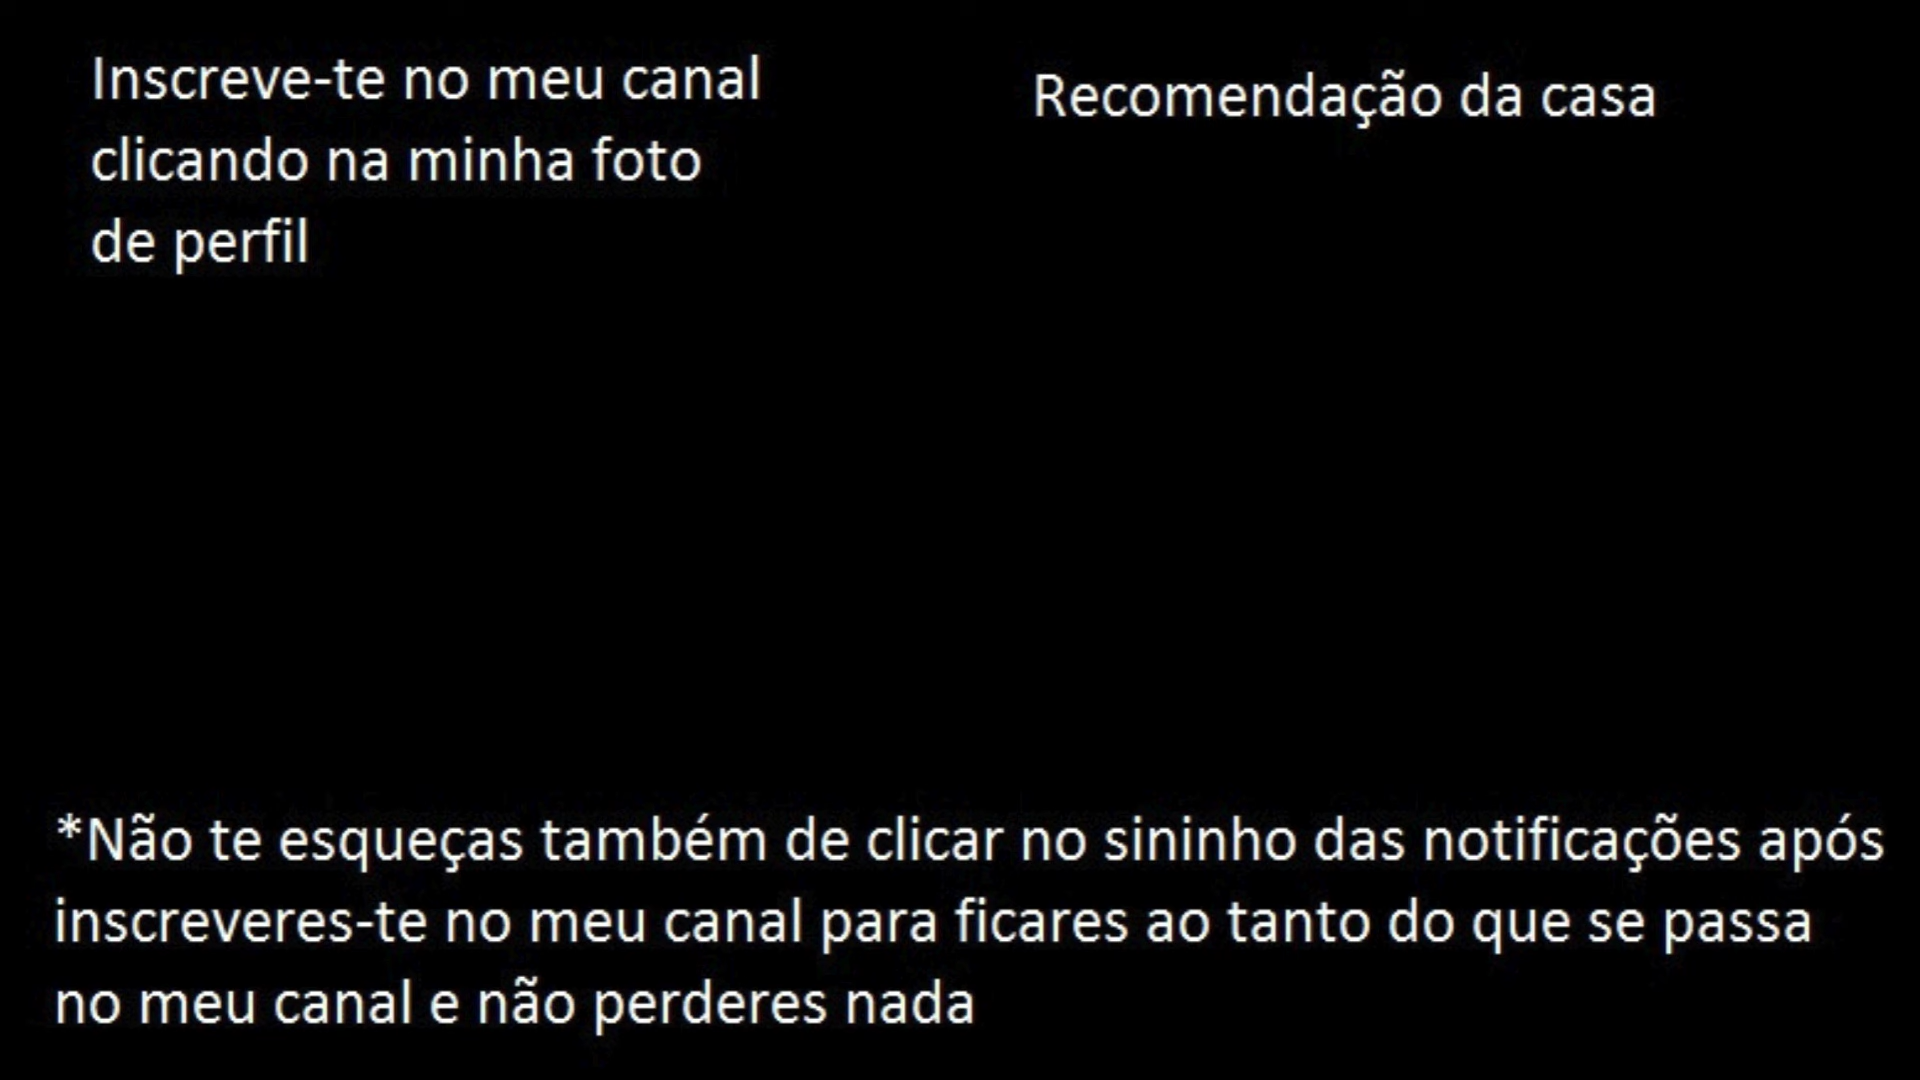 Inscreve-te no meu canal
clicando na minha foto
de perfil
Recomendação da casa
*Não te esqueças também de clicar no sininho das notificações após
inscreveres-te no meu canal para ficares ao tanto do que se passa
no meu canal e não perderes nada